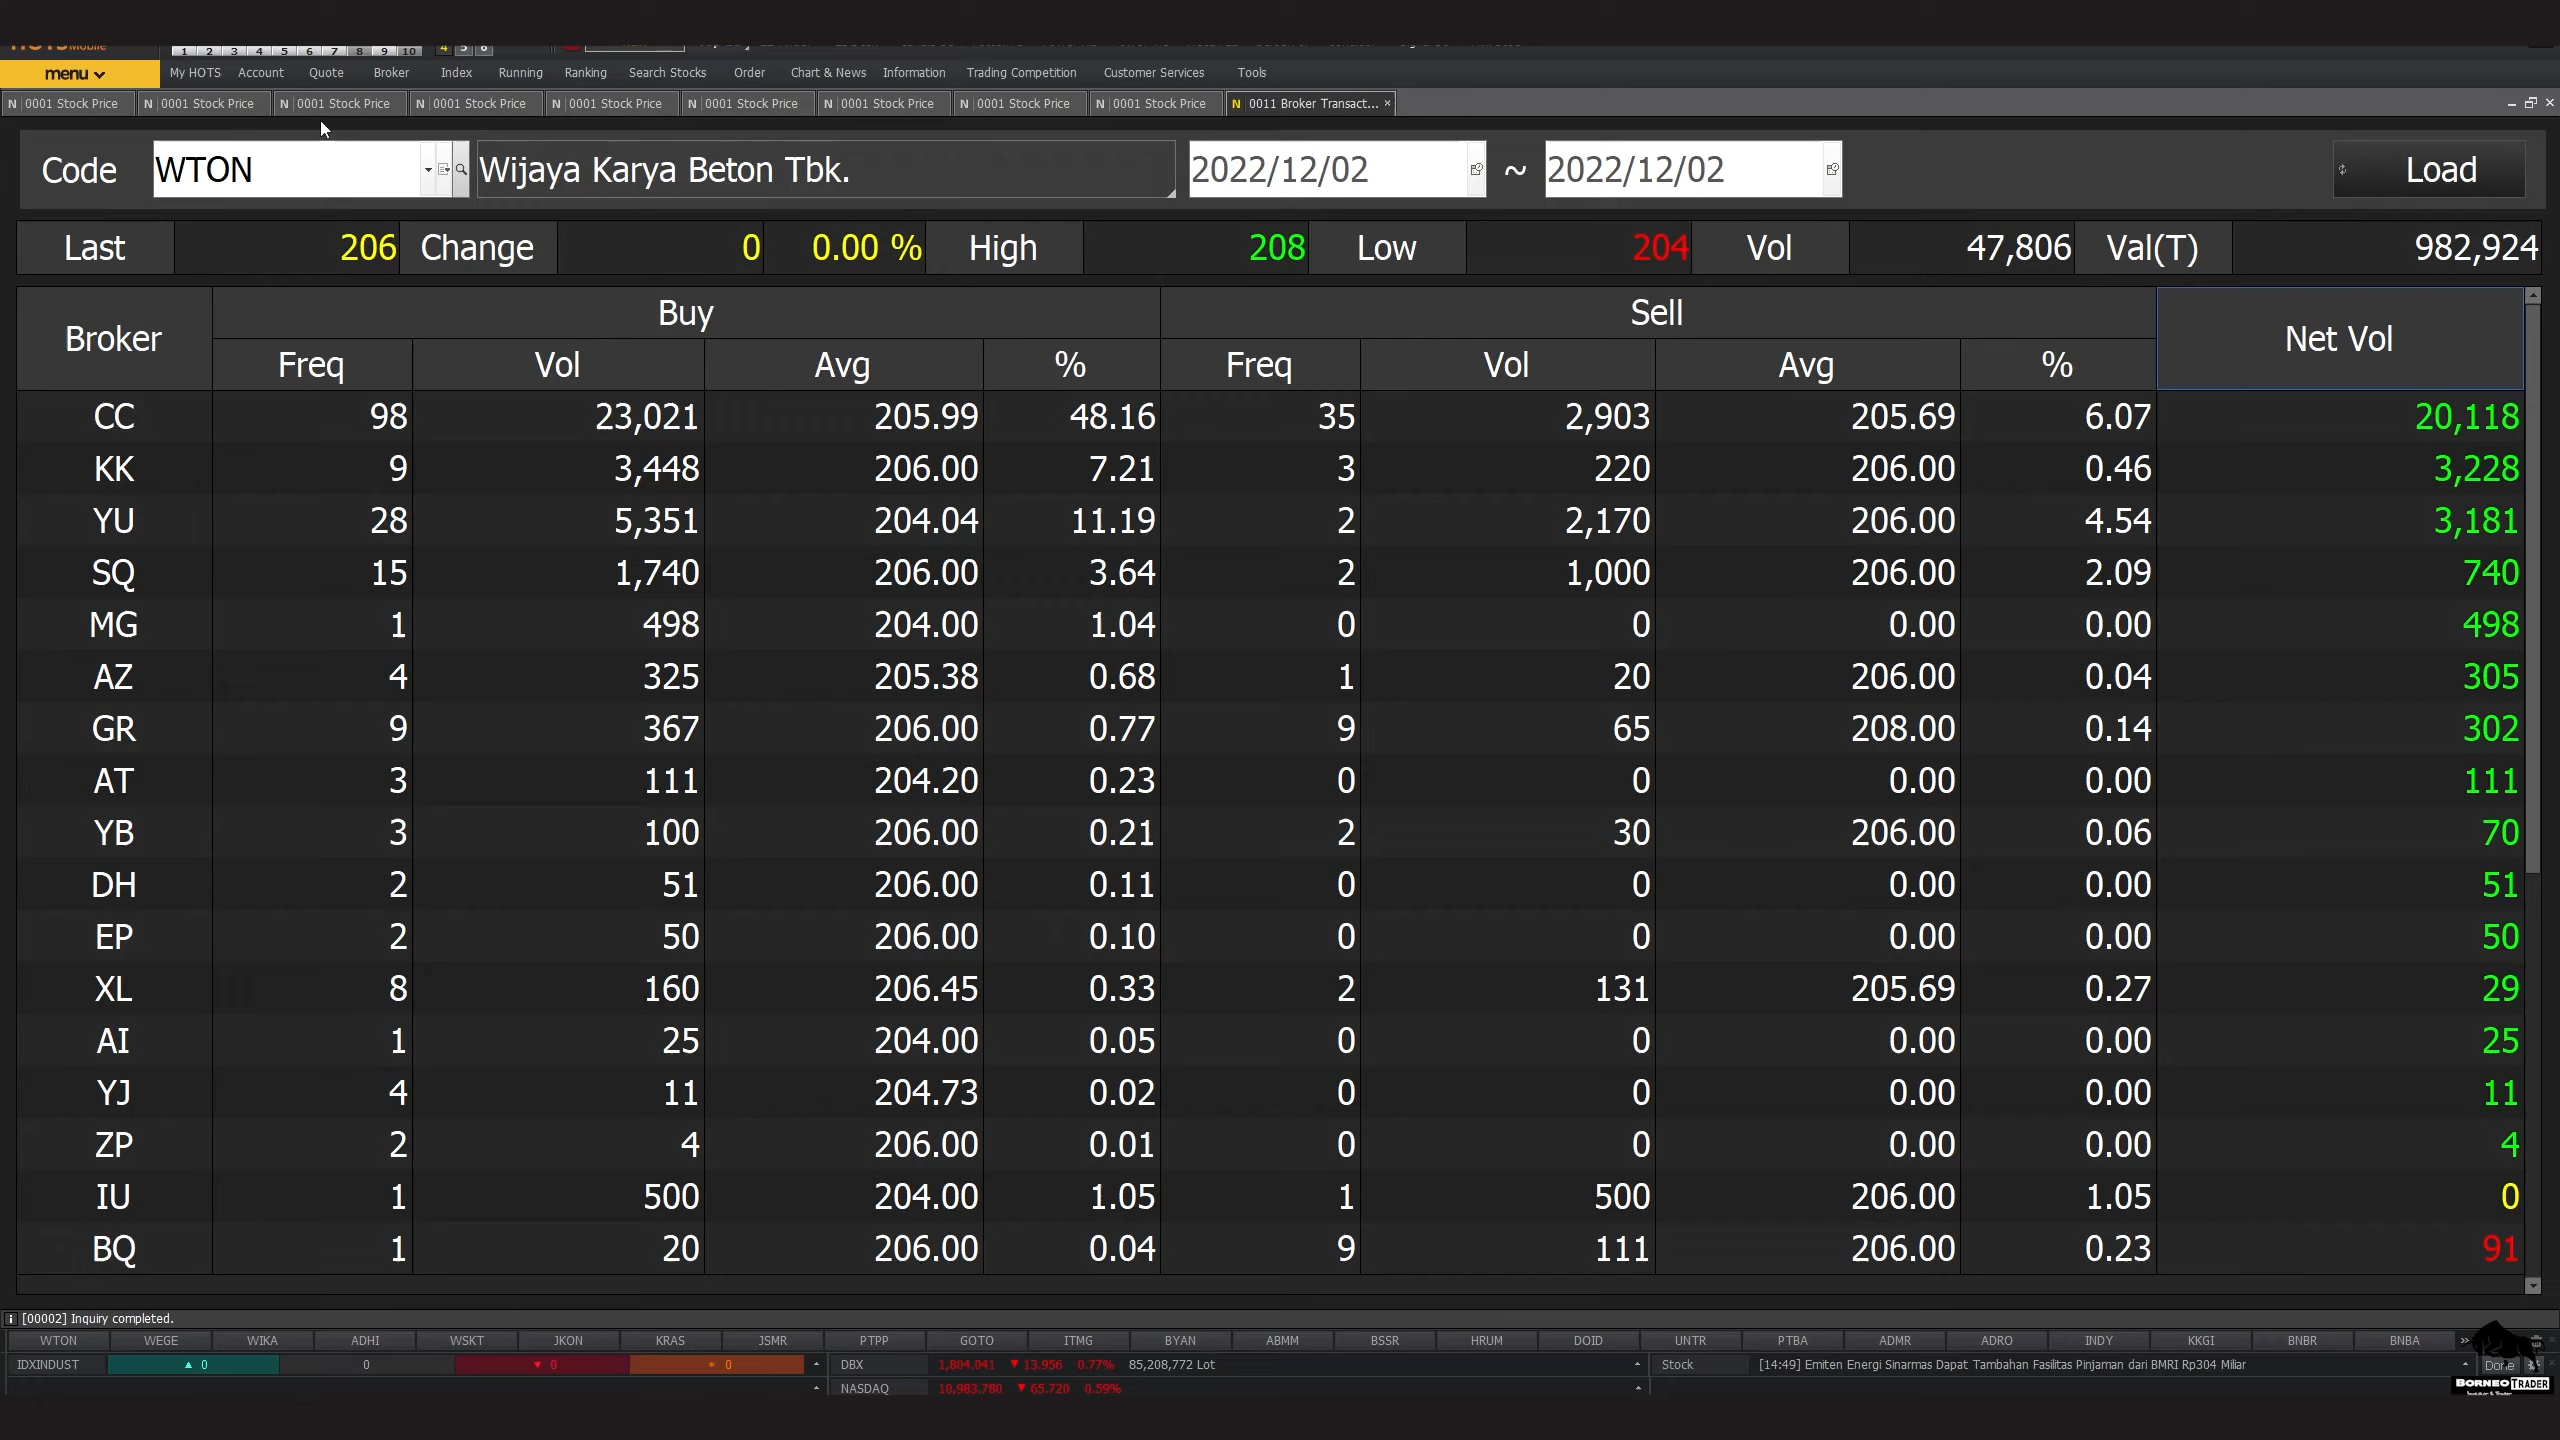 1 2 3 4 5 6 7 8 9 10 4 5 6
menu My HOTS Account Quote Broker Index Running Ranking Search Stocks Order Chart & News Information Trading Competition Customer Services Tools
N 0001 Stock Price N 0001 Stock Price N 0001 Stock Price N 0001 Stock Price N 0001 Stock Price N 0001 Stock Price N 0001 Stock Price N 0001 Stock Price N 0001 Stock Price N 0011 Broker Transact... ×
Code WTON Wijaya Karya Beton Tbk. 2022/12/02 ~ 2022/12/02 Load
Last 206 Change 0 0.00 % High 208 Low 204 Vol 47,806 Val(T) 982,924
Broker Buy Sell Net Vol
Freq Vol Avg % Freq Vol Avg %
CC 98 23,021 205.99 48.16 35 2,903 205.69 6.07 20,118
KK 9 3,448 206.00 7.21 3 220 206.00 0.46 3,228
YU 28 5,351 204.04 11.19 2 2,170 206.00 4.54 3,181
SQ 15 1,740 206.00 3.64 2 1,000 206.00 2.09 740
MG 1 498 204.00 1.04 0 0 0.00 0.00 498
AZ 4 325 205.38 0.68 1 20 206.00 0.04 305
GR 9 367 206.00 0.77 9 65 208.00 0.14 302
AT 3 111 204.20 0.23 0 0 0.00 0.00 111
YB 3 100 206.00 0.21 2 30 206.00 0.06 70
DH 2 51 206.00 0.11 0 0 0.00 0.00 51
EP 2 50 206.00 0.10 0 0 0.00 0.00 50
XL 8 160 206.45 0.33 2 131 205.69 0.27 29
AI 1 25 204.00 0.05 0 0 0.00 0.00 25
YJ 4 11 204.73 0.02 0 0 0.00 0.00 11
ZP 2 4 206.00 0.01 0 0 0.00 0.00 4
IU 1 500 204.00 1.05 1 500 206.00 1.05 0
BQ 1 20 206.00 0.04 9 111 206.00 0.23 91
[00002] Inquiry completed.
WTON WEGE WIKA ADHI WSKT JKON KRAS JSMR PTPP GOTO ITMG BYAN ABMM BSSR HRUM DOID UNTR PTBA ADMR ADRO INDY KKGI BNBR BNBA
IDXINDUST ▲ 0 0 ▼ 0 0 DBX 1,804.041 ▼ 13.956 0.77% 85,208,772 Lot Stock [14:49] Emiten Energi Sinarmas Dapat Tambahan Fasilitas Pinjaman dari BMRI Rp304 Miliar Done
NASDAQ 10,983.780 ▼ 65.720 0.59% BORNEO TRADER